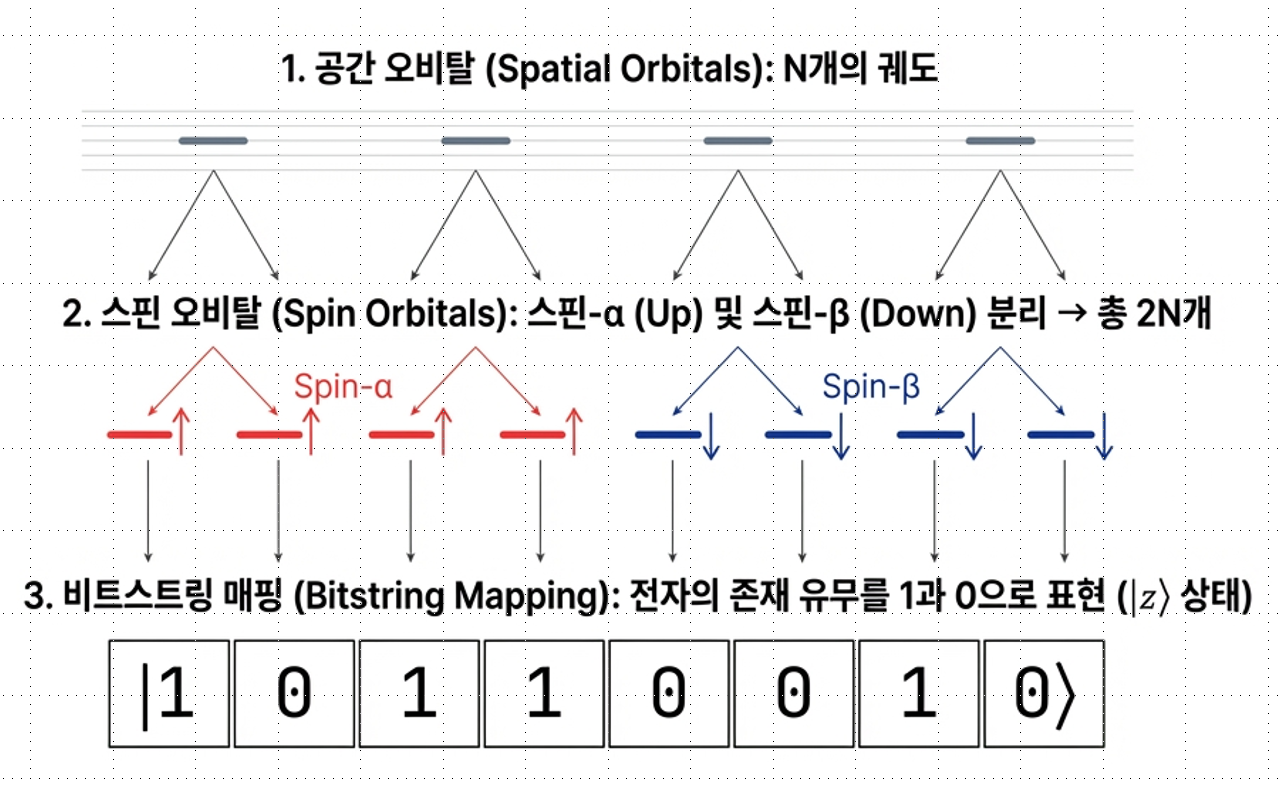 1. 공간 오비탈 (Spatial Orbitals): N개의 궤도
2. 스핀 오비탈 (Spin Orbitals): 스핀-α (Up) 및 스핀-β (Down) 분리 → 총 2N개
Spin-α Spin-β
3. 비트스트링 매핑 (Bitstring Mapping): 전자의 존재 유무를 1과 0으로 표현 (|z⟩ 상태)
|1 0 1 1 0 0 1 0⟩